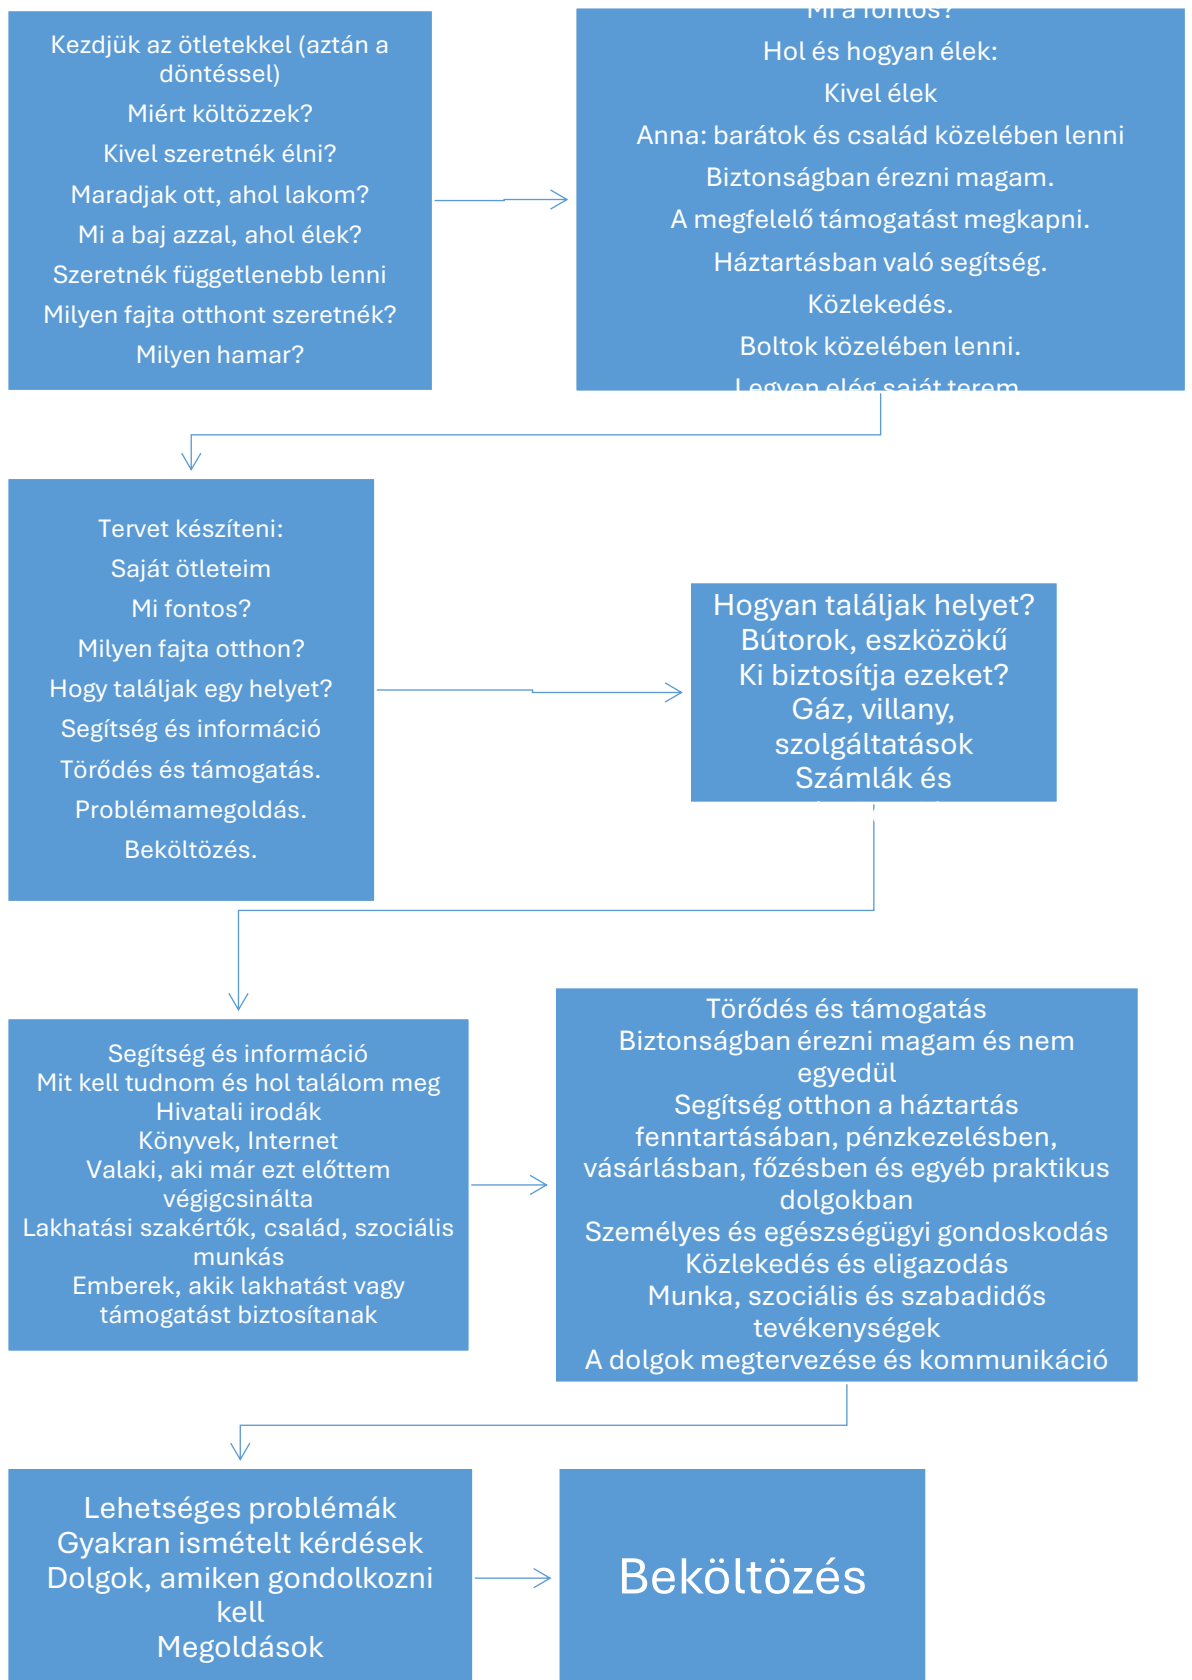 Kezdjük az ötletekkel (aztán a
döntéssel)
Miért költözzek?
Kivel szeretnék élni?
Maradjak ott, ahol lakom?
Mi a baj azzal, ahol élek?
Szeretnék függetlenebb lenni
Milyen fajta otthont szeretnék?
Milyen hamar?
Mi a fontos?
Hol és hogyan élek:
Kivel élek
Anna: barátok és család közelében lenni
Biztonságban érezni magam.
A megfelelő támogatást megkapni.
Háztartásban való segítség.
Közlekedés.
Boltok közelében lenni.
Legyen elég saját terem
Tervet készíteni:
Saját ötleteim
Mi fontos?
Milyen fajta otthon?
Hogy találjak egy helyet?
Segítség és információ
Törődés és támogatás.
Problémamegoldás.
Beköltözés.
Hogyan találjak helyet?
Bútorok, eszközökű
Ki biztosítja ezeket?
Gáz, villany,
szolgáltatások
Számlák és
Segítség és információ
Mit kell tudnom és hol találom meg
Hivatali irodák
Könyvek, Internet
Valaki, aki már ezt előttem
végigcsinálta
Lakhatási szakértők, család, szociális
munkás
Emberek, akik lakhatást vagy
támogatást biztosítanak
Törődés és támogatás
Biztonságban érezni magam és nem
egyedül
Segítség otthon a háztartás
fenntartásában, pénzkezelésben,
vásárlásban, főzésben és egyéb praktikus
dolgokban
Személyes és egészségügyi gondoskodás
Közlekedés és eligazodás
Munka, szociális és szabadidős
tevékenységek
A dolgok megtervezése és kommunikáció
Lehetséges problémák
Gyakran ismételt kérdések
Dolgok, amiken gondolkozni
kell
Megoldások
Beköltözés